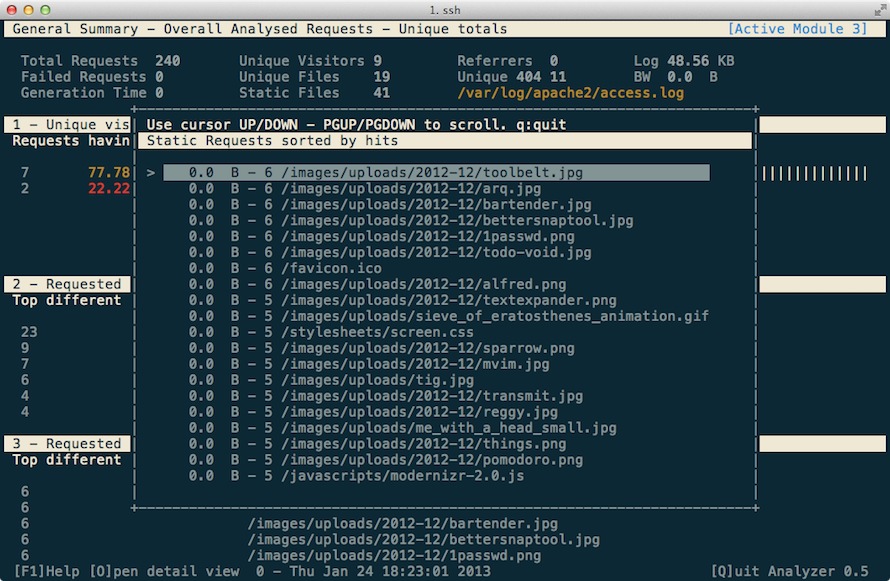 1. ssh
General Summary – Overall Analysed Requests – Unique totals [Active Module 3]
Total Requests 240 Unique Visitors 9 Referrers 0 Log 48.56 KB
Failed Requests 0 Unique Files 19 Unique 404 11 BW 0.0 B
Generation Time 0 Static Files 41 /var/log/apache2/access.log
1 – Unique vis Use cursor UP/DOWN – PGUP/PGDOWN to scroll. q:quit
Requests havin Static Requests sorted by hits
7 77.78 > 0.0 B – 6 /images/uploads/2012-12/toolbelt.jpg |||||||||||||
2 22.22 0.0 B – 6 /images/uploads/2012-12/arq.jpg
0.0 B – 6 /images/uploads/2012-12/bartender.jpg
0.0 B – 6 /images/uploads/2012-12/bettersnaptool.jpg
0.0 B – 6 /images/uploads/2012-12/1passwd.png
0.0 B – 6 /images/uploads/2012-12/todo-void.jpg
0.0 B – 6 /favicon.ico
2 – Requested 0.0 B – 6 /images/uploads/2012-12/alfred.png
Top different 0.0 B – 5 /images/uploads/2012-12/textexpander.png
0.0 B – 5 /images/uploads/sieve_of_eratosthenes_animation.gif
23 0.0 B – 5 /stylesheets/screen.css
9 0.0 B – 5 /images/uploads/2012-12/sparrow.png
7 0.0 B – 5 /images/uploads/2012-12/mvim.jpg
6 0.0 B – 5 /images/uploads/tig.jpg
4 0.0 B – 5 /images/uploads/2012-12/transmit.jpg
4 0.0 B – 5 /images/uploads/2012-12/reggy.jpg
0.0 B – 5 /images/uploads/me_with_a_head_small.jpg
3 – Requested 0.0 B – 5 /images/uploads/2012-12/things.png
Top different 0.0 B – 5 /images/uploads/2012-12/pomodoro.png
0.0 B – 5 /javascripts/modernizr-2.0.js
6
6
6 /images/uploads/2012-12/bartender.jpg
6 /images/uploads/2012-12/bettersnaptool.jpg
6 /images/uploads/2012-12/1passwd.png
[F1]Help [O]pen detail view 0 – Thu Jan 24 18:23:01 2013 [Q]uit Analyzer 0.5